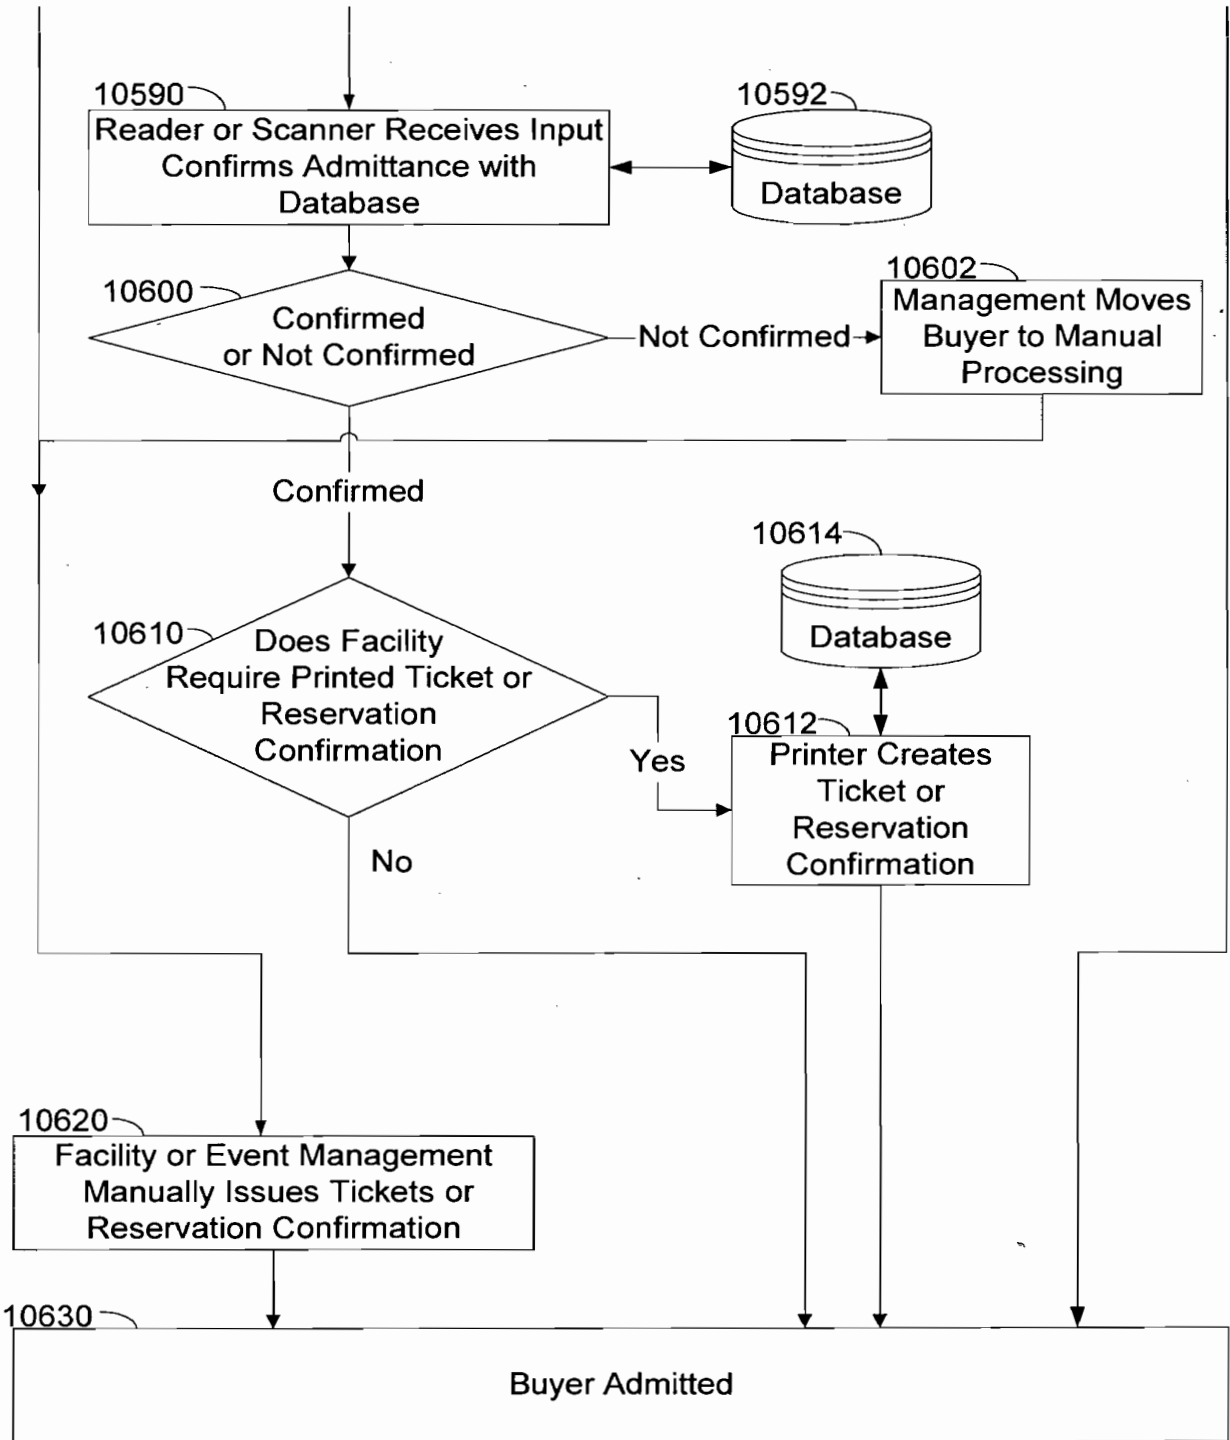 10590
Reader or Scanner Receives Input
Confirms Admittance with
Database
10592
Database
10600
Confirmed
or Not Confirmed
Not Confirmed
10602
Management Moves
Buyer to Manual
Processing
Confirmed
10610
Does Facility
Require Printed Ticket or
Reservation
Confirmation
Yes
No
10614
Database
10612
Printer Creates
Ticket or
Reservation
Confirmation
10620
Facility or Event Management
Manually Issues Tickets or
Reservation Confirmation
10630
Buyer Admitted